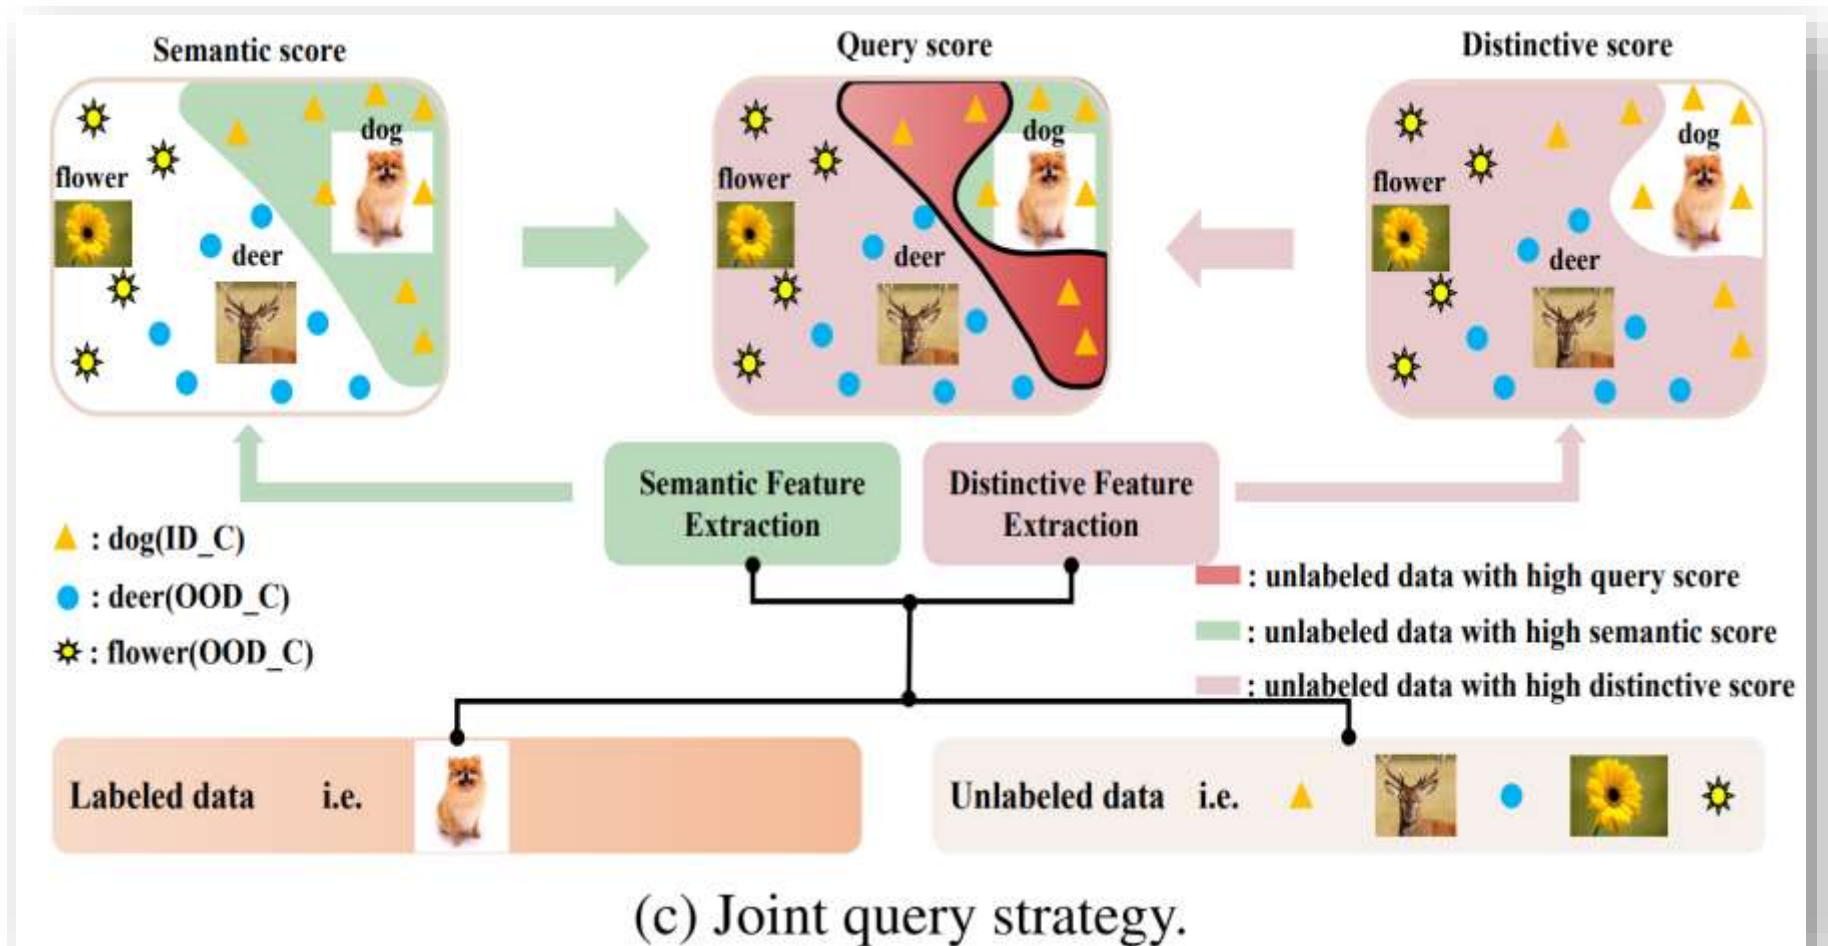 Semantic score
Query score
Distinctive score
dog
flower
deer
dog
flower
deer
dog
flower
deer
Semantic Feature
Extraction
Distinctive Feature
Extraction
: dog(ID_C)
: deer(OOD_C)
: flower(OOD_C)
: unlabeled data with high query score
: unlabeled data with high semantic score
: unlabeled data with high distinctive score
Labeled data i.e.
Unlabeled data i.e.
(c) Joint query strategy.